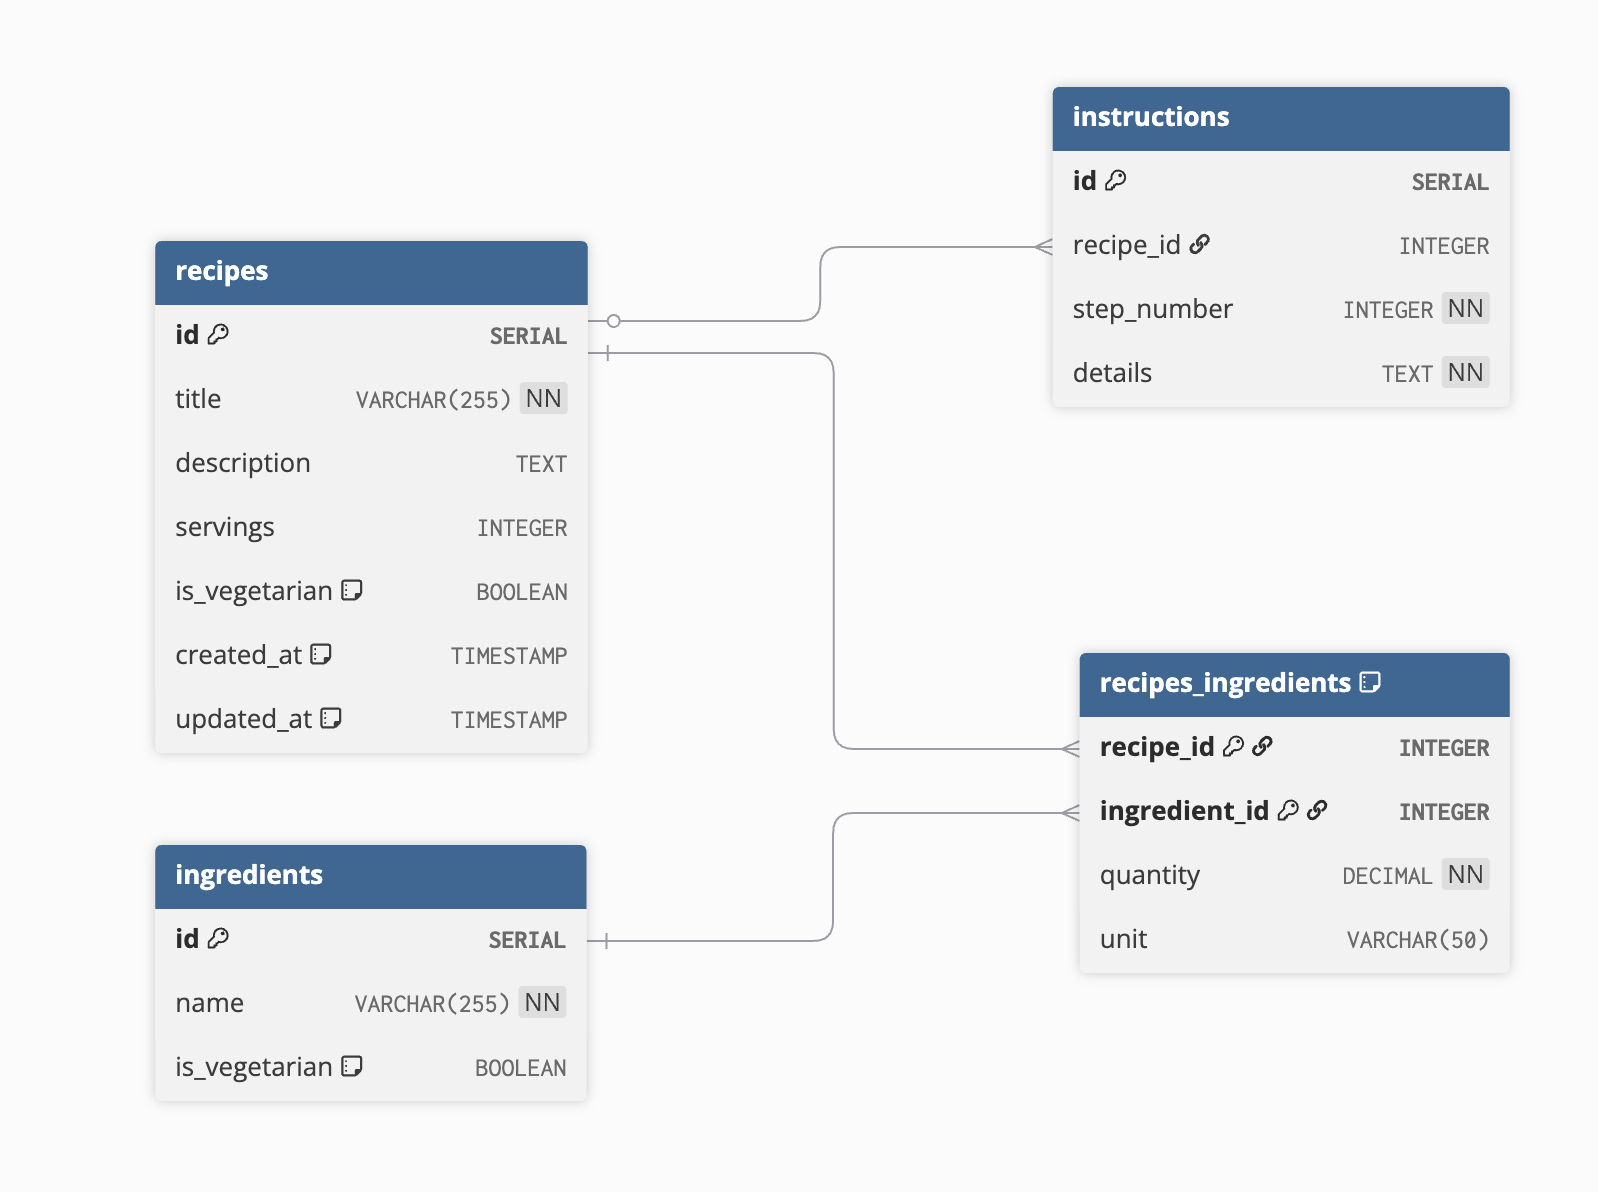 instructions
id SERIAL
recipe_id INTEGER
step_number INTEGER NN
details TEXT NN
recipes
id SERIAL
title VARCHAR(255) NN
description TEXT
servings INTEGER
is_vegetarian BOOLEAN
created_at TIMESTAMP
updated_at TIMESTAMP
recipes_ingredients
recipe_id INTEGER
ingredient_id INTEGER
quantity DECIMAL NN
unit VARCHAR(50)
ingredients
id SERIAL
name VARCHAR(255) NN
is_vegetarian BOOLEAN